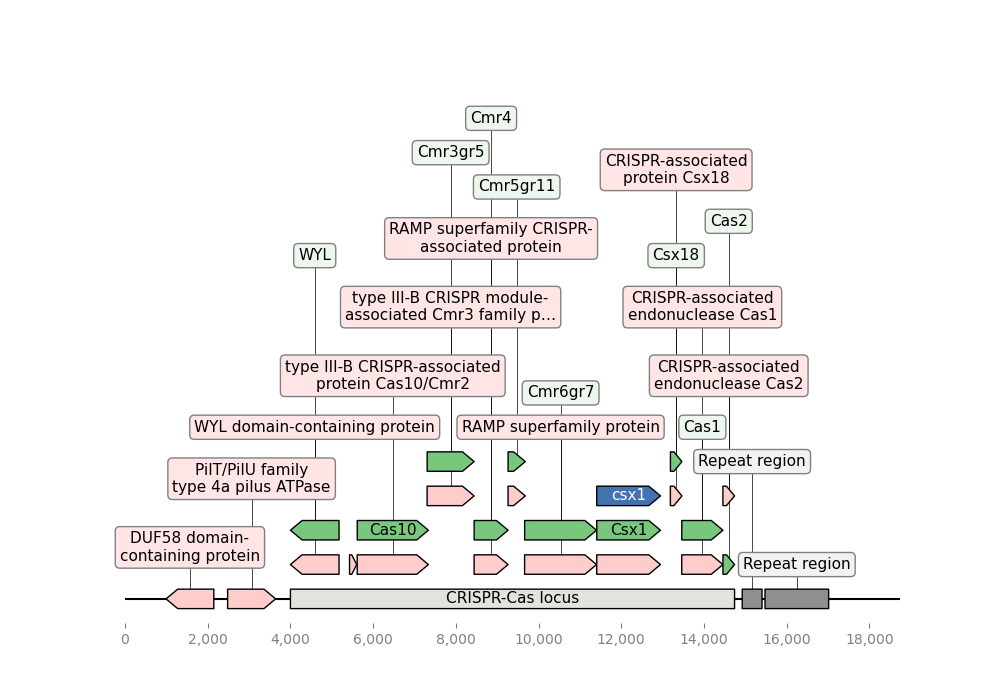 Cmr4
Cmr3gr5
CRISPR-associated
protein Csx18
Cmr5gr11
Cas2
RAMP superfamily CRISPR-
associated protein
WYL
Csx18
type III-B CRISPR module-
associated Cmr3 family p…
CRISPR-associated
endonuclease Cas1
type III-B CRISPR-associated
protein Cas10/Cmr2
CRISPR-associated
endonuclease Cas2
Cmr6gr7
WYL domain-containing protein
RAMP superfamily protein
Cas1
Repeat region
PilT/PilU family
type 4a pilus ATPase
csx1
Cas10
Csx1
DUF58 domain-
containing protein
Repeat region
CRISPR-Cas locus
0
2,000
4,000
6,000
8,000
10,000
12,000
14,000
16,000
18,000